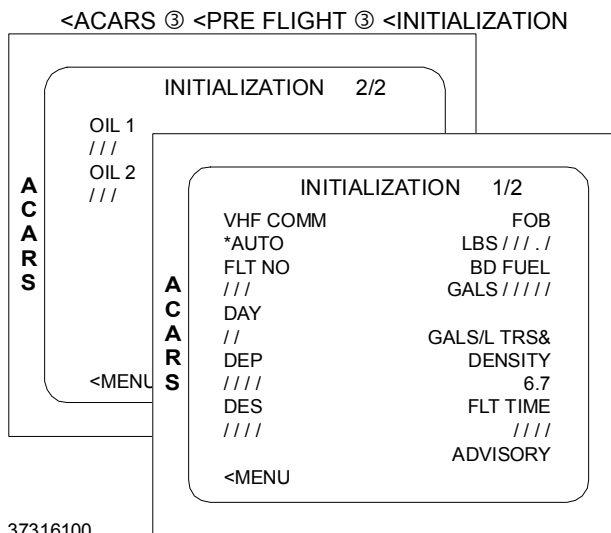 <ACARS ③ <PRE FLIGHT ③ <INITIALIZATION
INITIALIZATION 2/2
OIL 1
/ / /
OIL 2
/ / /
<MENU
ACARS
INITIALIZATION 1/2
VHF COMM FOB
*AUTO LBS / / / . /
FLT NO BD FUEL
/ / / GALS / / / / /
DAY
/ / GALS/L TRS&
DEP DENSITY
/ / / / 6.7
DES FLT TIME
/ / / / / / / /
ADVISORY
<MENU
ACARS
37316100